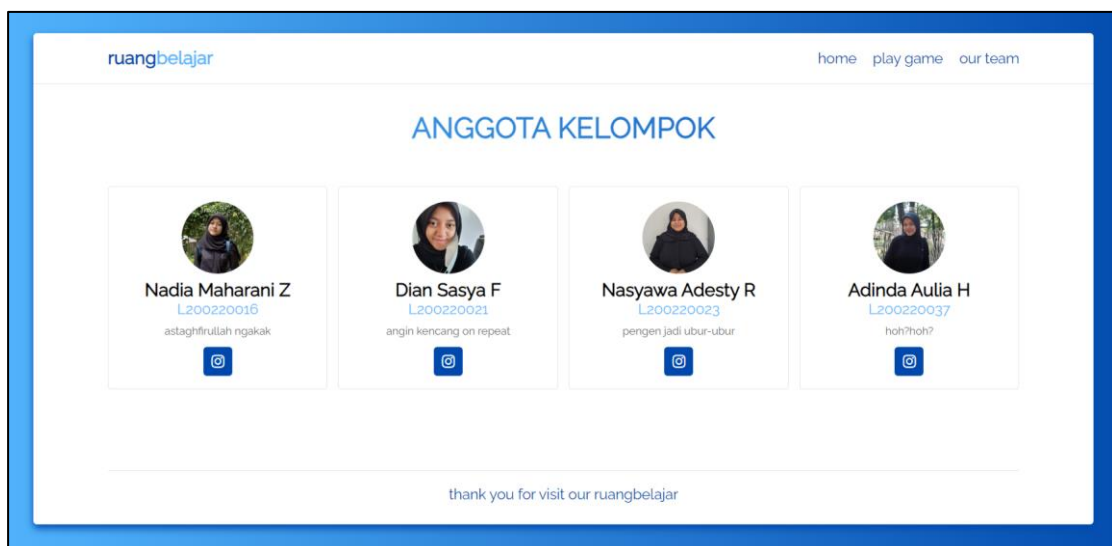 ruangbelajar
home play game our team
ANGGOTA KELOMPOK
Nadia Maharani Z
L200220016
astaghfirullah ngakak
Dian Sasya F
L200220021
angin kencang on repeat
Nasyawa Adesty R
L200220023
pengen jadi ubur-ubur
Adinda Aulia H
L200220037
hoh?hoh?
thank you for visit our ruangbelajar